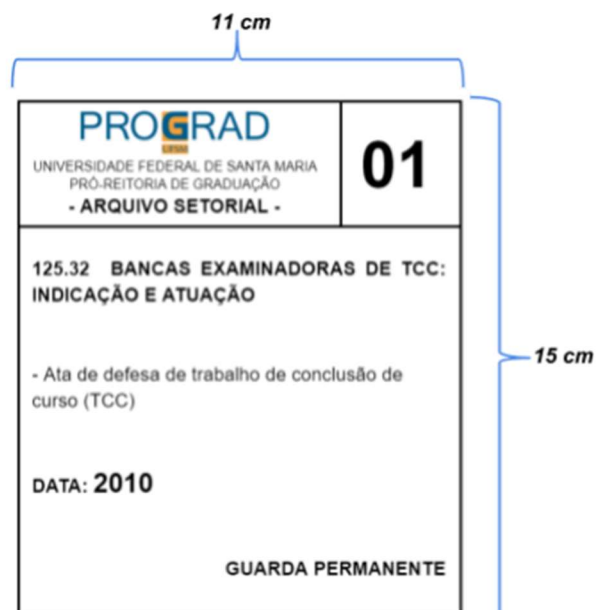 11 cm
PROGRAD
UFSM
UNIVERSIDADE FEDERAL DE SANTA MARIA
PRÓ-REITORIA DE GRADUAÇÃO
- ARQUIVO SETORIAL -
01
125.32 BANCAS EXAMINADORAS DE TCC:
INDICAÇÃO E ATUAÇÃO
- Ata de defesa de trabalho de conclusão de
curso (TCC)
15 cm
DATA: 2010
GUARDA PERMANENTE